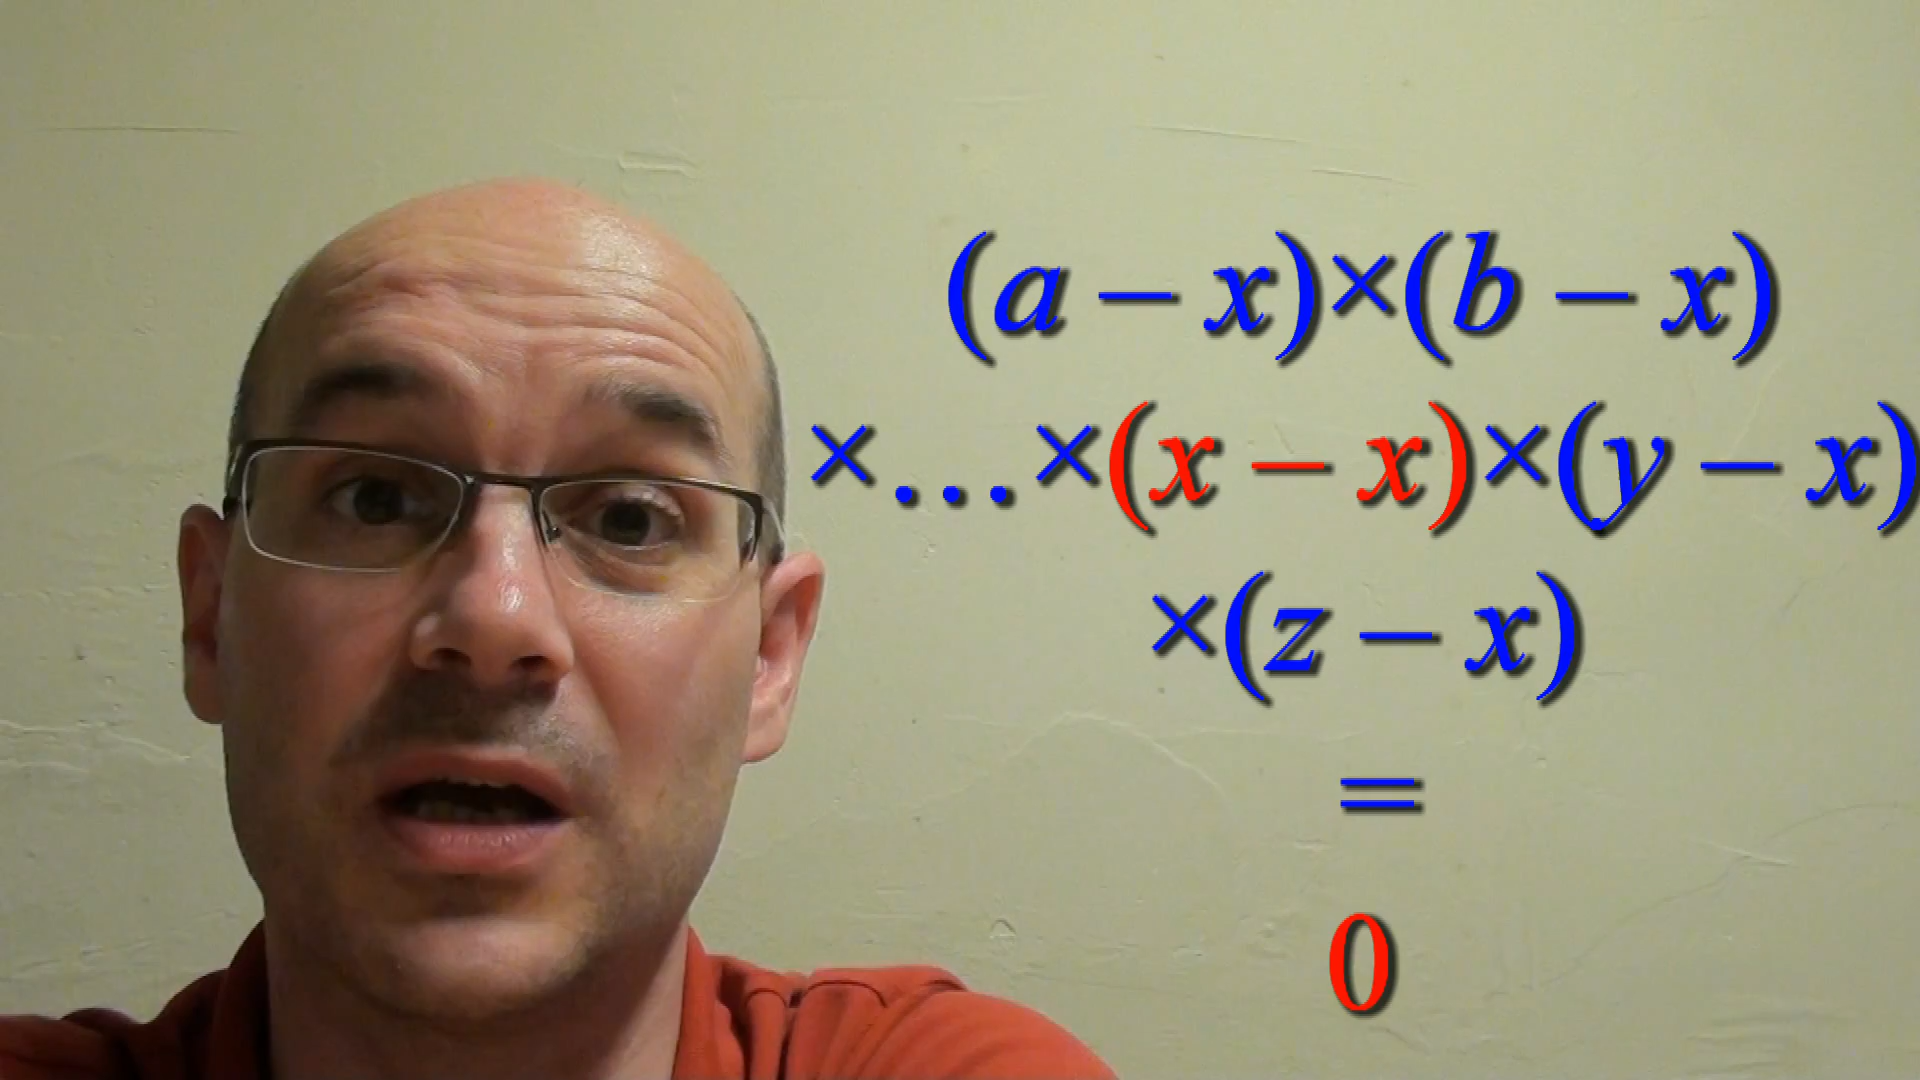 (a − x)×(b − x)
×...×(x − x)×(y − x)
×(z − x)
=
0